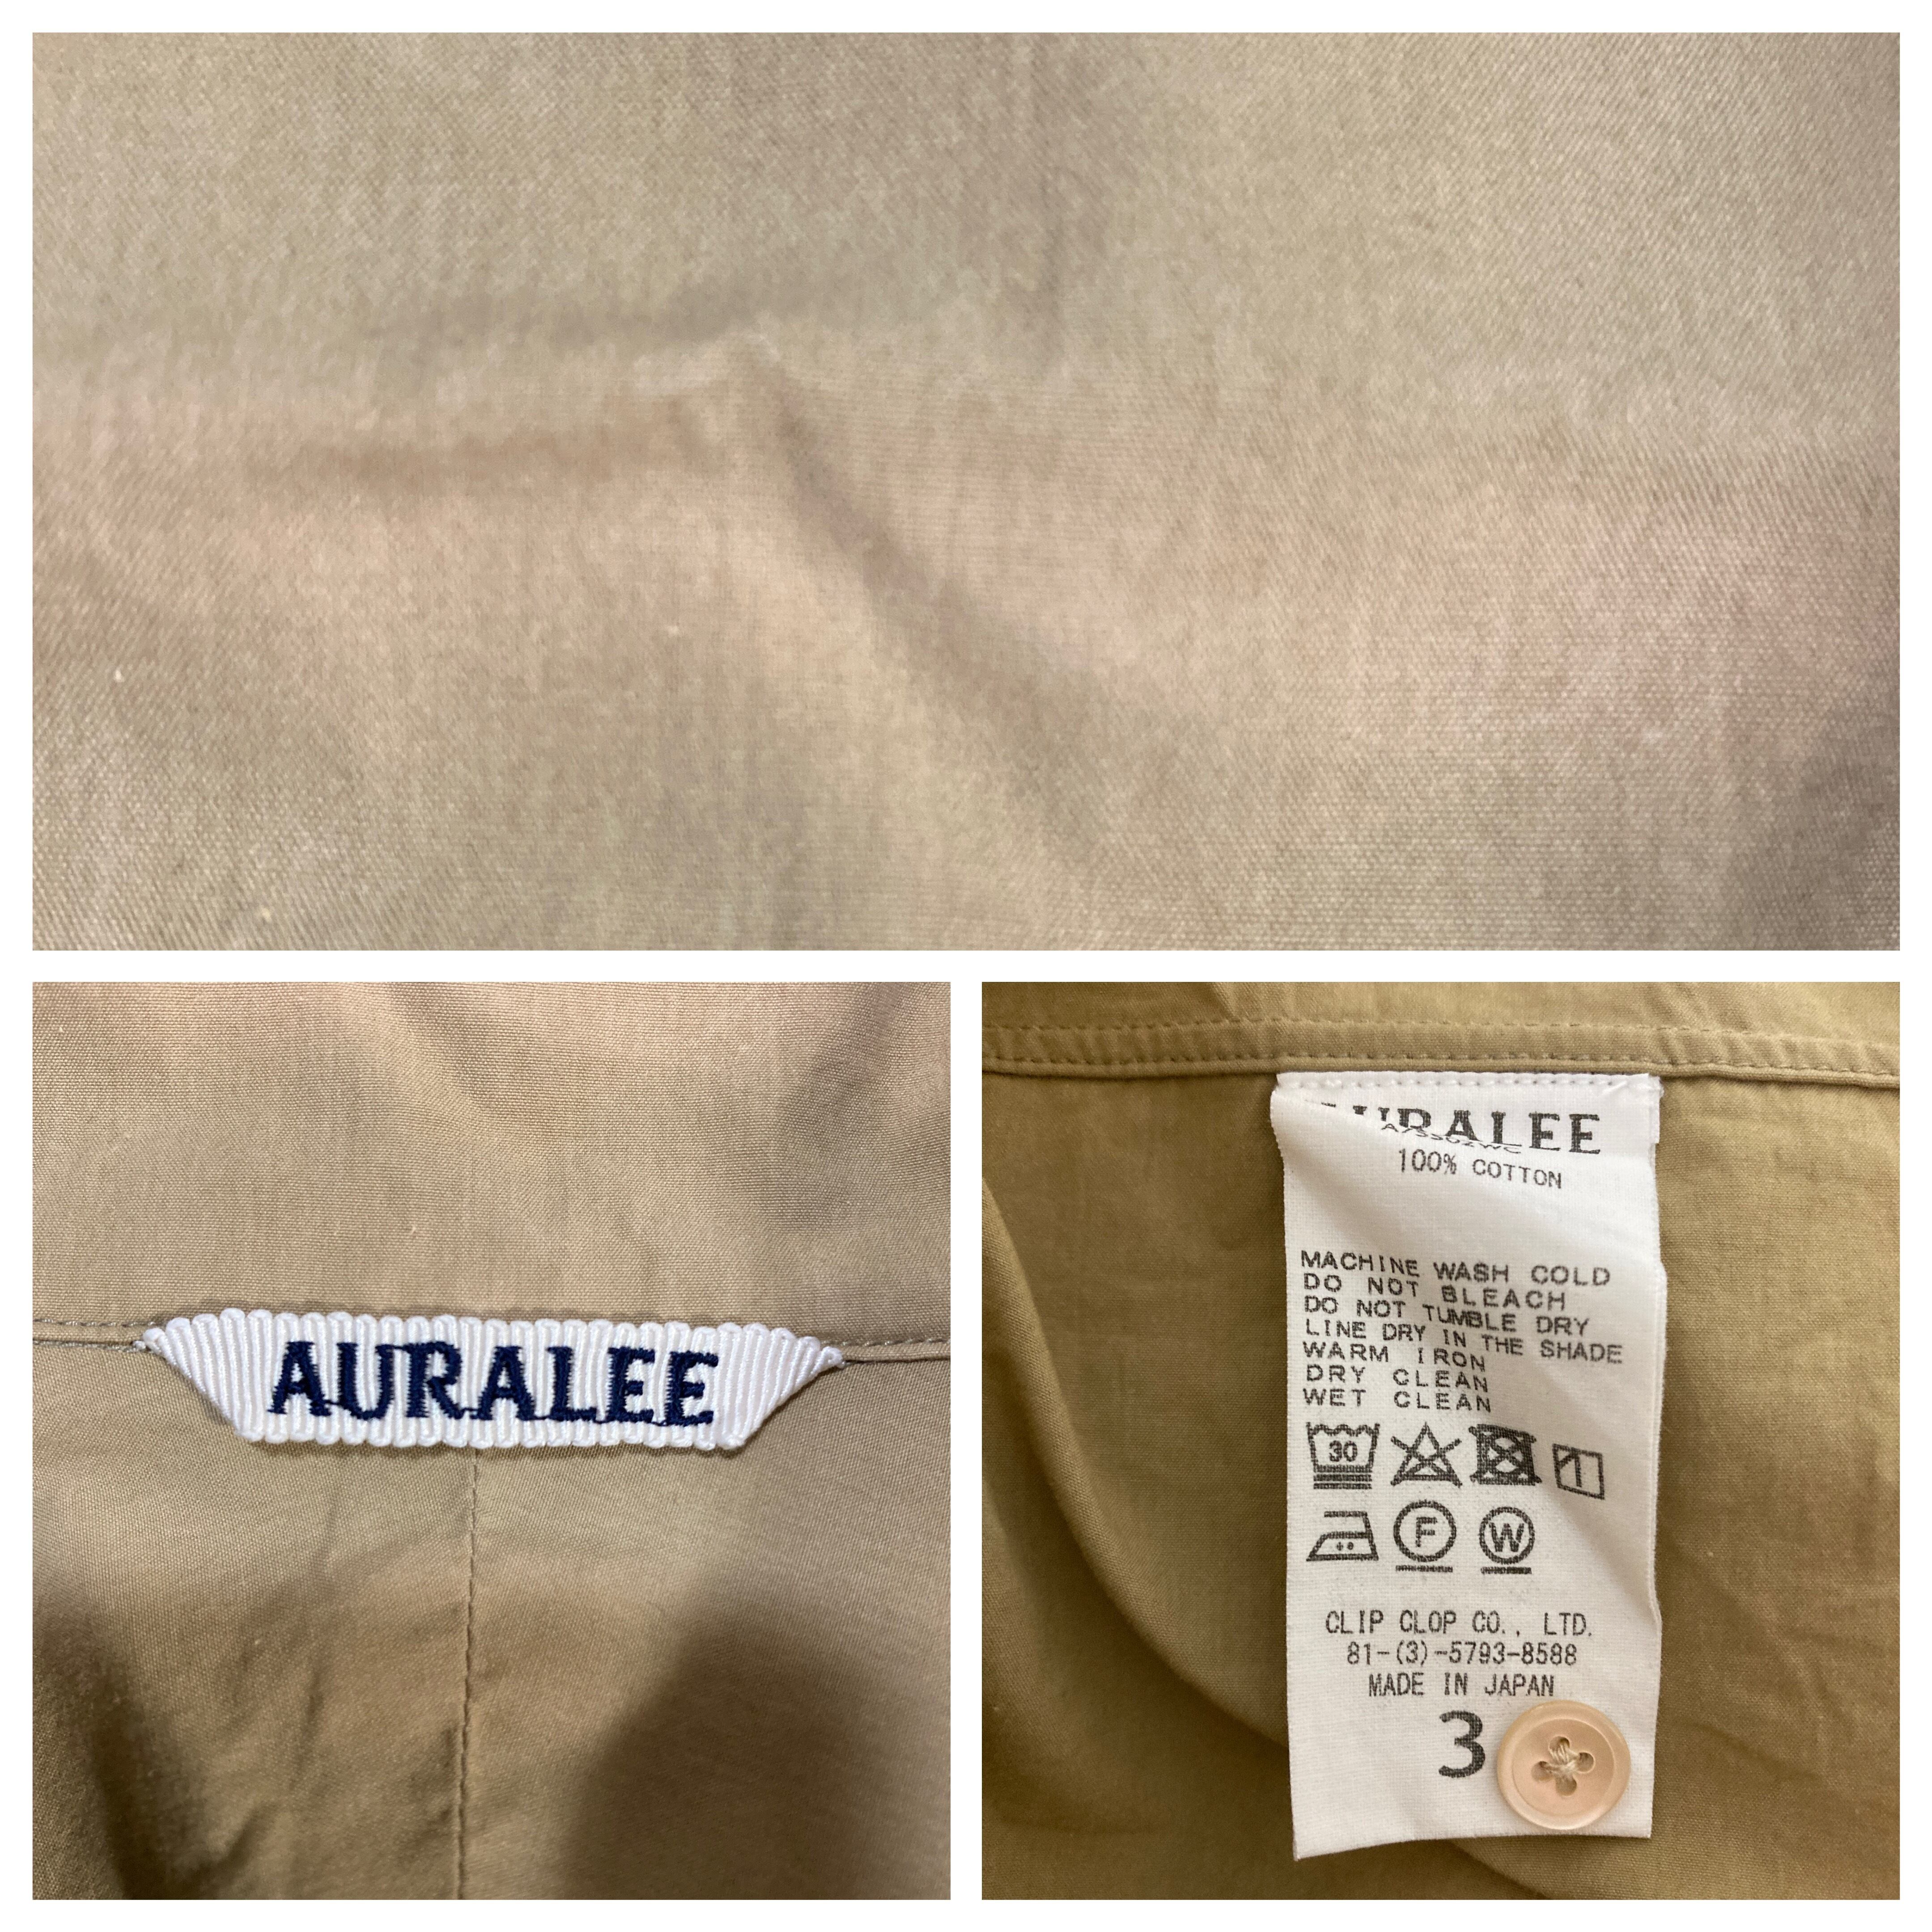 AURALEE
AURALEE
100% COTTON
MACHINE WASH COLD
DO NOT BLEACH
DO NOT TUMBLE DRY
LINE DRY IN THE SHADE
WARM IRON
DRY CLEAN
WET CLEAN
30
F W
CLIP CLOP CO., LTD.
81-(3)-5793-8588
MADE IN JAPAN
3